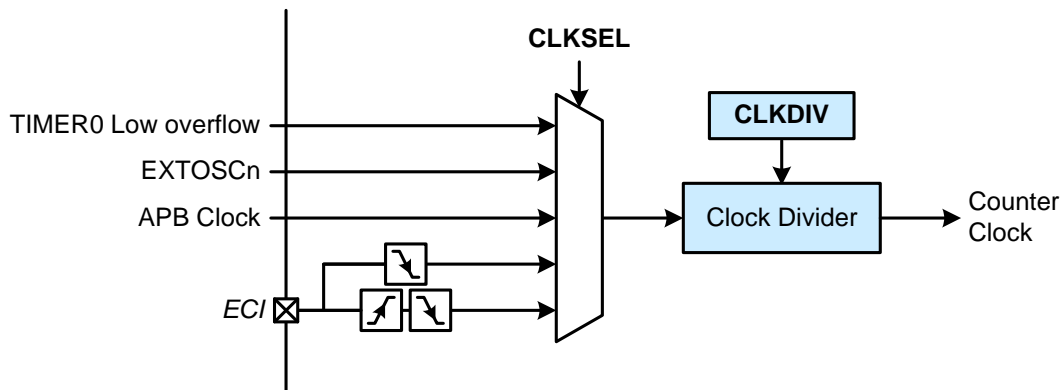 CLKSEL
TIMER0 Low overflow
CLKDIV
EXTOSCn
APB Clock
Clock Divider
Counter
Clock
ECI